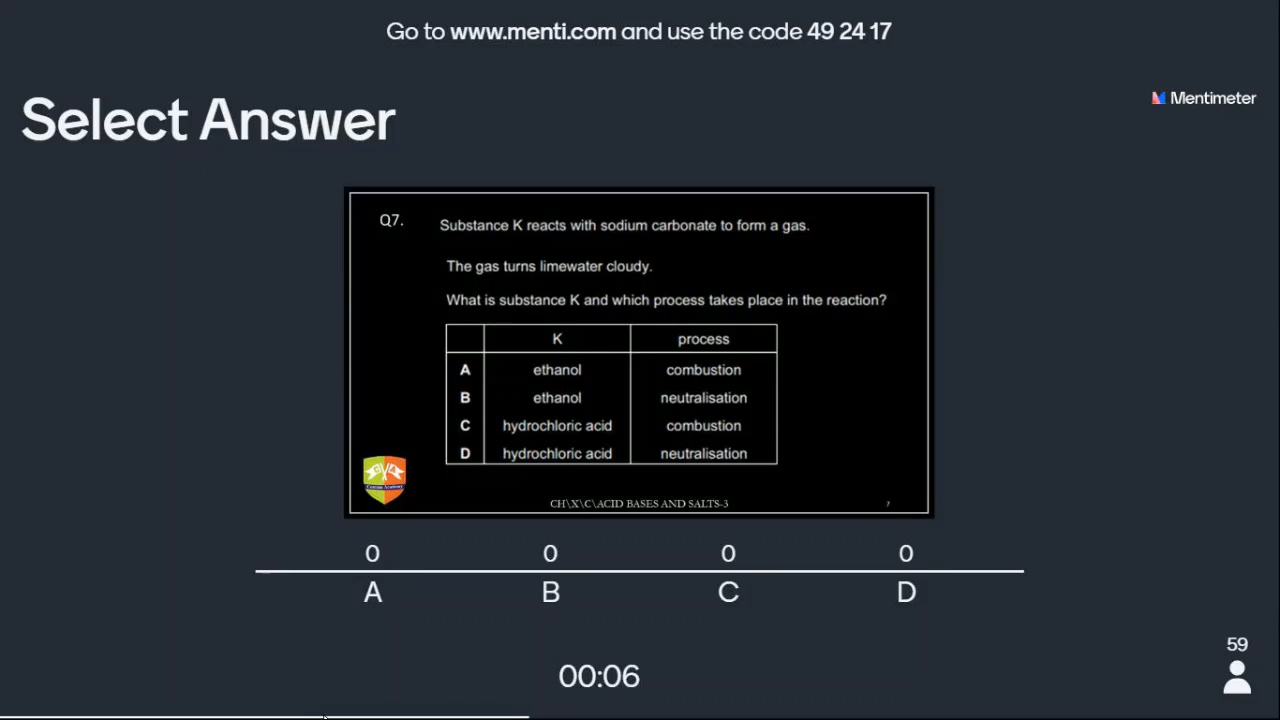 Go to www.menti.com and use the code 49 24 17
Mentimeter
Select Answer
Q7. Substance K reacts with sodium carbonate to form a gas.
The gas turns limewater cloudy.
What is substance K and which process takes place in the reaction?
K process
A ethanol combustion
B ethanol neutralisation
C hydrochloric acid combustion
D hydrochloric acid neutralisation
CH\X\C\ACID BASES AND SALTS-3 7
0 0 0 0
A B C D
59
00:06